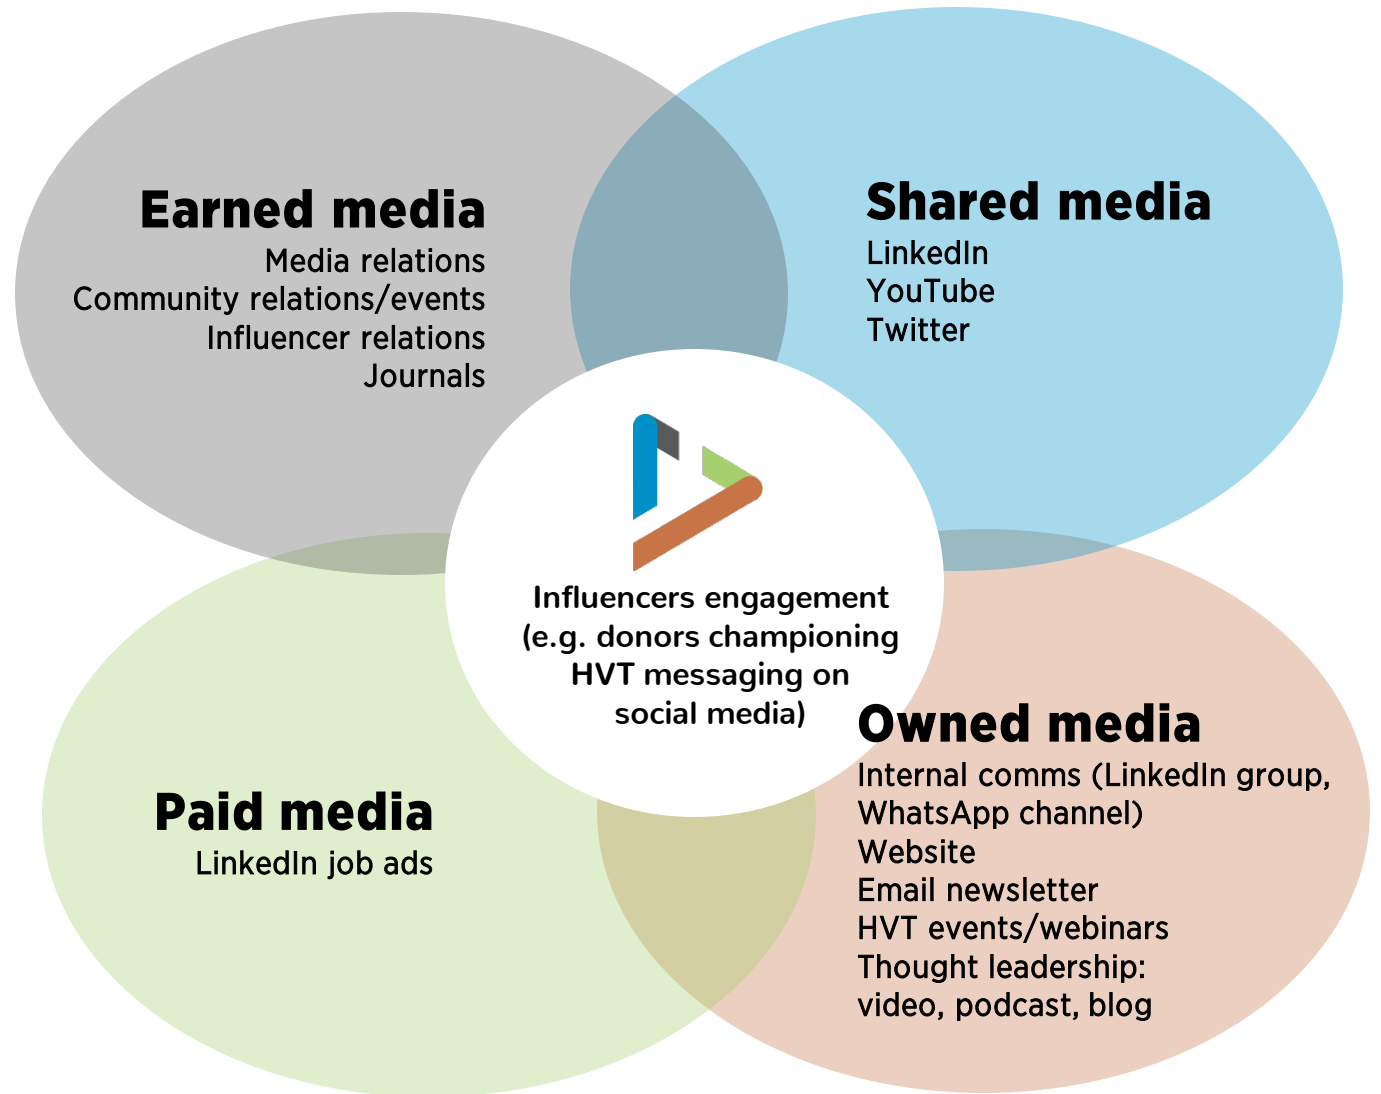 Earned media
Media relations
Community relations/events
Influencer relations
Journals
Shared media
LinkedIn
YouTube
Twitter
Influencers engagement
(e.g. donors championing
HVT messaging on
social media)
Paid media
LinkedIn job ads
Owned media
Internal comms (LinkedIn group,
WhatsApp channel)
Website
Email newsletter
HVT events/webinars
Thought leadership:
video, podcast, blog